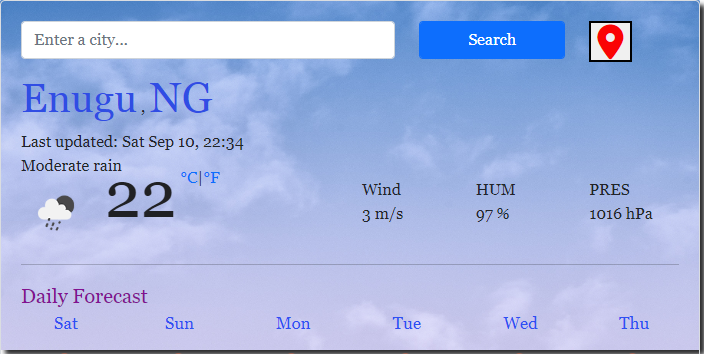 Enter a city... Search
Enugu, NG
Last updated: Sat Sep 10, 22:34
Moderate rain
22 °C|°F
Wind HUM PRES
3 m/s 97 % 1016 hPa
Daily Forecast
Sat Sun Mon Tue Wed Thu